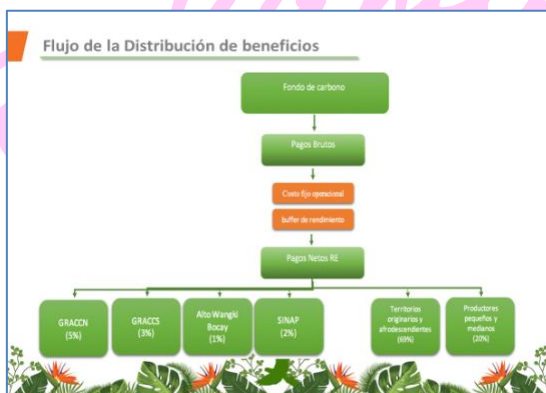 Flujo de la Distribución de beneficios
Fondo de carbono
Pagos Brutos
Costo fijo operacional
buffer de rendimiento
Pagos Netos RE
GRACCN
(5%)
GRACCS
(3%)
Alto Wangki
Bocay
(1%)
SINAP
(2%)
Territorios
originarios y
afrodescendientes
(69%)
Productores
pequeños y
medianos
(20%)